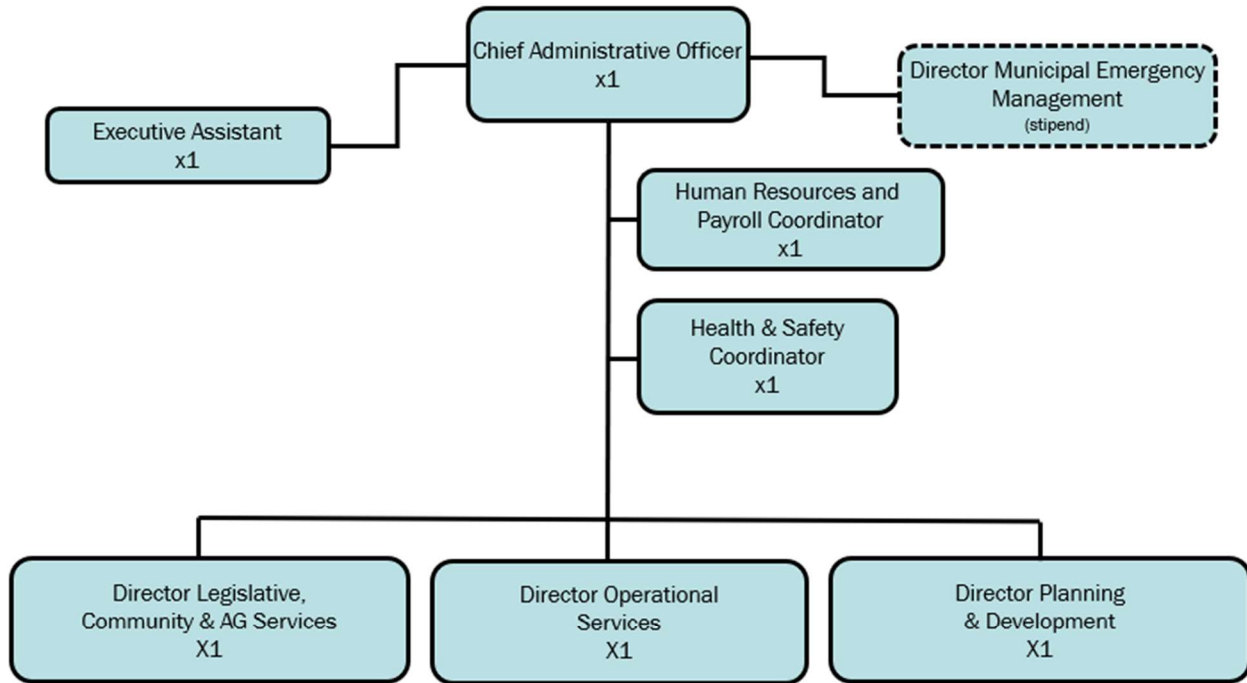 Chief Administrative Officer
x1
Director Municipal Emergency
Management
(stipend)
Executive Assistant
x1
Human Resources and
Payroll Coordinator
x1
Health & Safety
Coordinator
x1
Director Legislative,
Community & AG Services
X1
Director Operational
Services
X1
Director Planning
& Development
X1